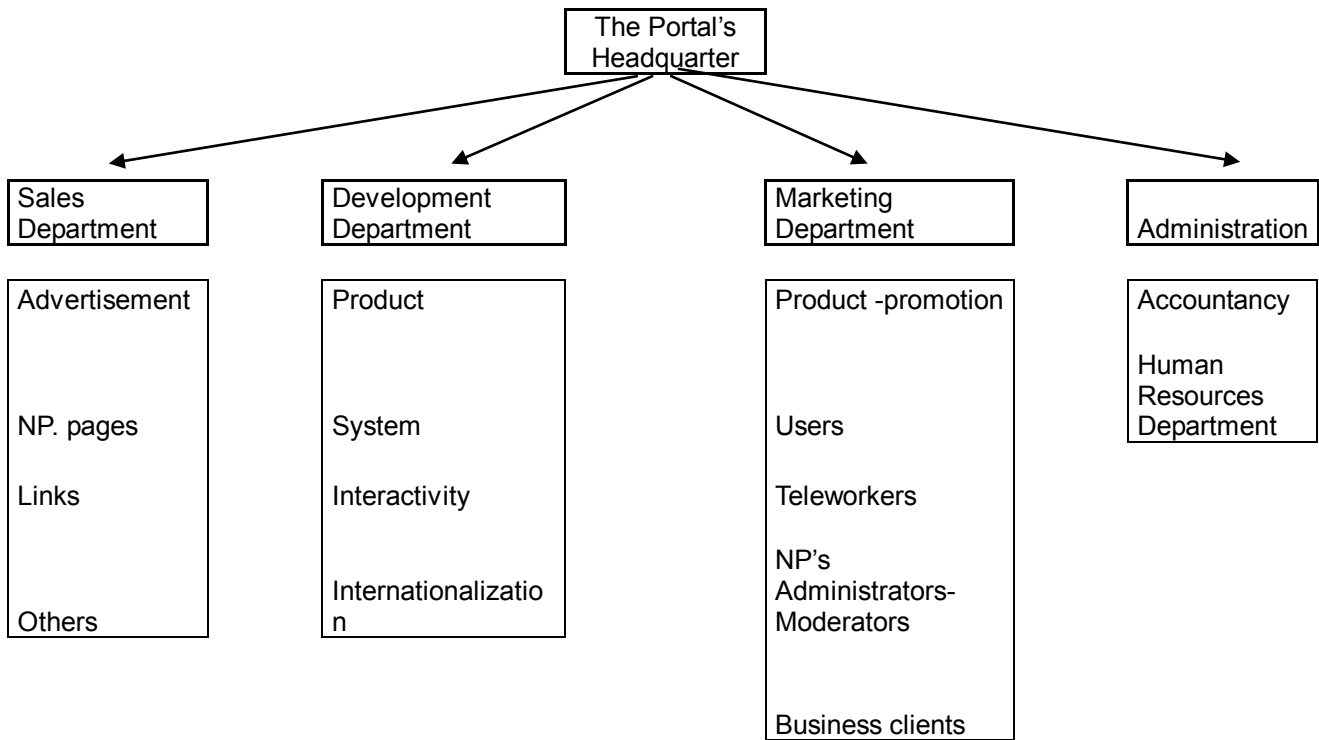 The Portal’s
Headquarter
Sales
Department
Development
Department
Marketing
Department
Administration
Advertisement
NP. pages
Links
Others
Product
System
Interactivity
Internationalizatio
n
Product -promotion
Users
Teleworkers
NP’s
Administrators-
Moderators
Business clients
Accountancy
Human
Resources
Department